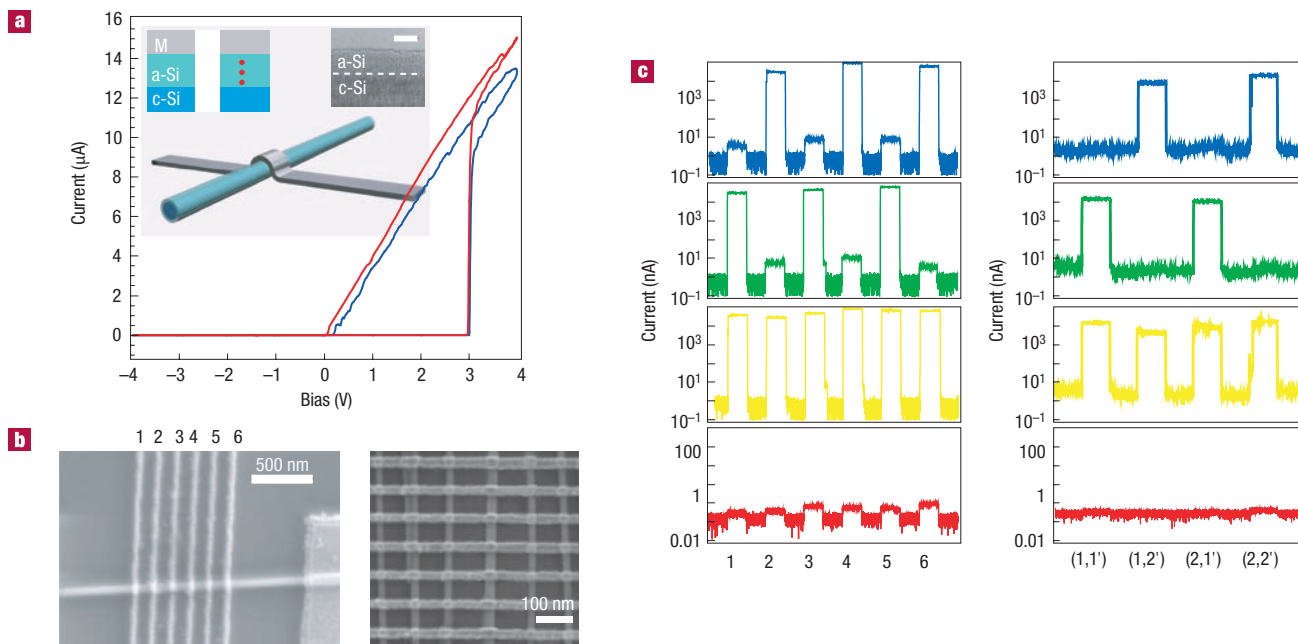 a
16
14
12
10
8
6
4
2
0
Current (μA)
–4 –3 –2 –1 0 1 2 3 4
Bias (V)
M
a-Si
c-Si
a-Si
c-Si
b
1 2 3 4 5 6
500 nm
100 nm
c
10³
10¹
10–¹
10³
10¹
10–¹
10³
10¹
10–¹
100
1
0.01
Current (nA)
1 2 3 4 5 6
10³
10¹
10–¹
10³
10¹
10–¹
10³
10¹
10–¹
100
1
0.01
Current (nA)
(1,1') (1,2') (2,1') (2,2')